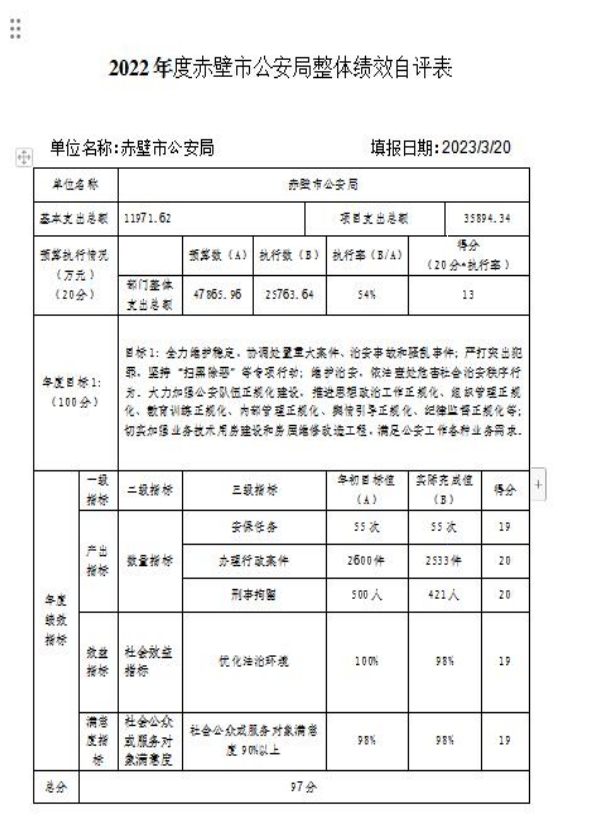 2022 年度赤壁市公安局整体绩效自评表
单位名称:赤壁市公安局 填报日期:2023/3/20
单位名称 赤壁市公安局
基本支出总额 11971.62 项目支出总额 35894.34
预算执行情况
（万元）
（20分）
预算数（A） 执行数（B） 执行率（B/A） 得分
（20分*执行率）
部门整体
支出总额
47865.96 25763.64 54% 13
年度目标1:
（100分）
目标1：全力维护稳定，协调处置重大案件、治安事故和骚乱事件；严打突出犯
罪，坚持“扫黑除恶”等专项行动；维护治安，依法查处危害社会治安秩序行
为．大力加强公安队伍正规化建设，推进思想政治工作正规化、组织管理正规
化、教育训练正规化、内部管理正规化、舆情引导正规化、纪律监督正规化等；
切实加强业务技术用房建设和房屋维修改造工程，满足公安工作各种业务需求．
年度
绩效
指标
一级
指标
二级指标 三级指标 年初目标值
（A）
实际完成值
（B）
得分
产出
指标
数量指标
安保任务 55次 55次 19
办理行政案件 2600件 2533件 20
刑事拘留 500人 421人 20
效益
指标
社会效益
指标
优化法治环境 100% 98% 19
满意
度指
标
社会公众
或服务对
象满意度
社会公众或服务对象满意
度 90%以上
98% 98% 19
总分 97分